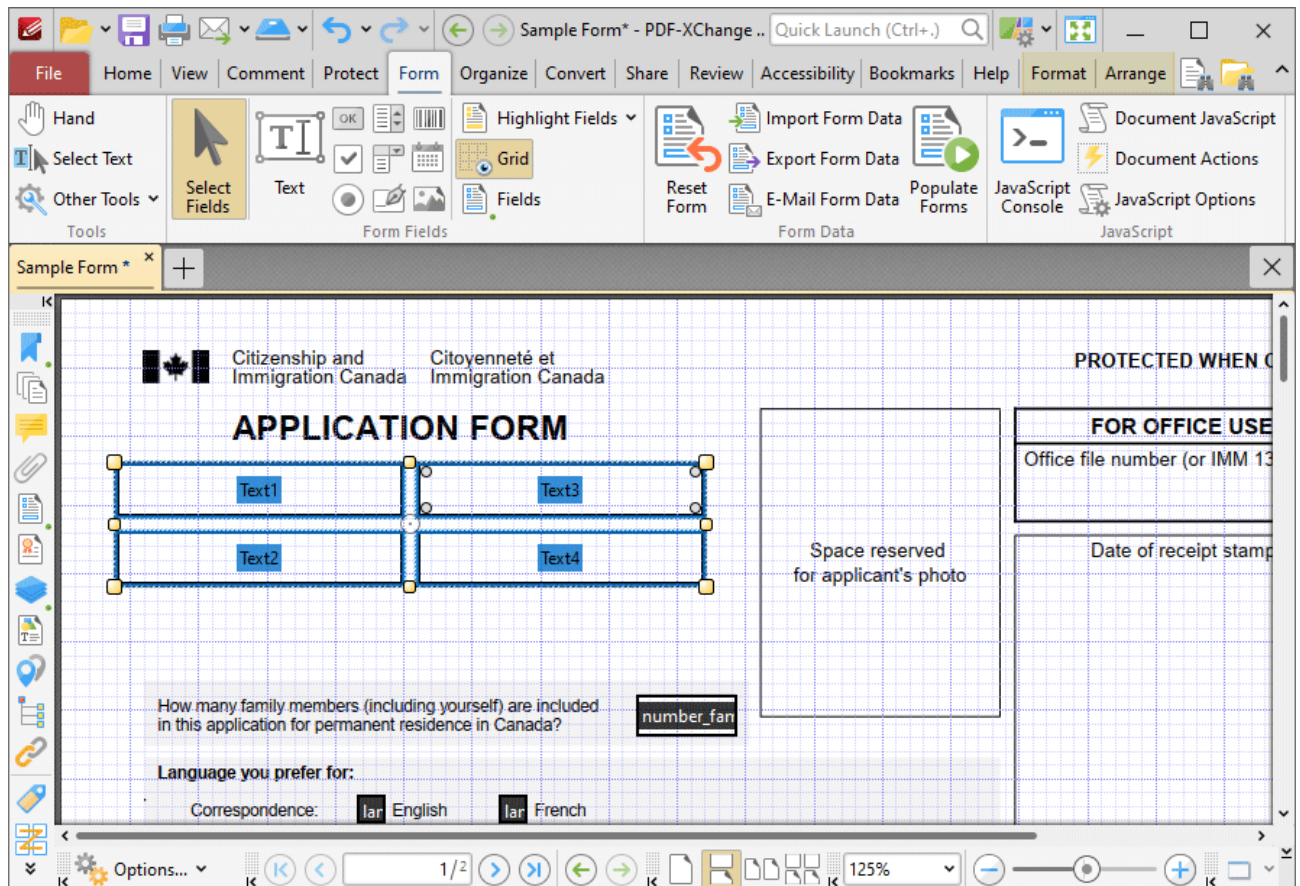 Sample Form* - PDF-XChange ..
Quick Launch (Ctrl+.)
File Home View Comment Protect Form Organize Convert Share Review Accessibility Bookmarks Help Format Arrange
Hand
Select Text
Other Tools
Tools
Select Fields
Text
OK
Highlight Fields
Grid
Fields
Form Fields
Reset Form
Import Form Data
Export Form Data
E-Mail Form Data
Populate Forms
Form Data
JavaScript Console
Document JavaScript
Document Actions
JavaScript Options
JavaScript
Sample Form *
Citizenship and
Immigration Canada
Citoyenneté et
Immigration Canada
PROTECTED WHEN
APPLICATION FORM
FOR OFFICE USE
Office file number (or IMM 13
Text1
Text3
Text2
Text4
Space reserved
for applicant's photo
Date of receipt stamp
How many family members (including yourself) are included
in this application for permanent residence in Canada?
number_fam
Language you prefer for:
Correspondence: lar English lar French
Options... 1/2 125%